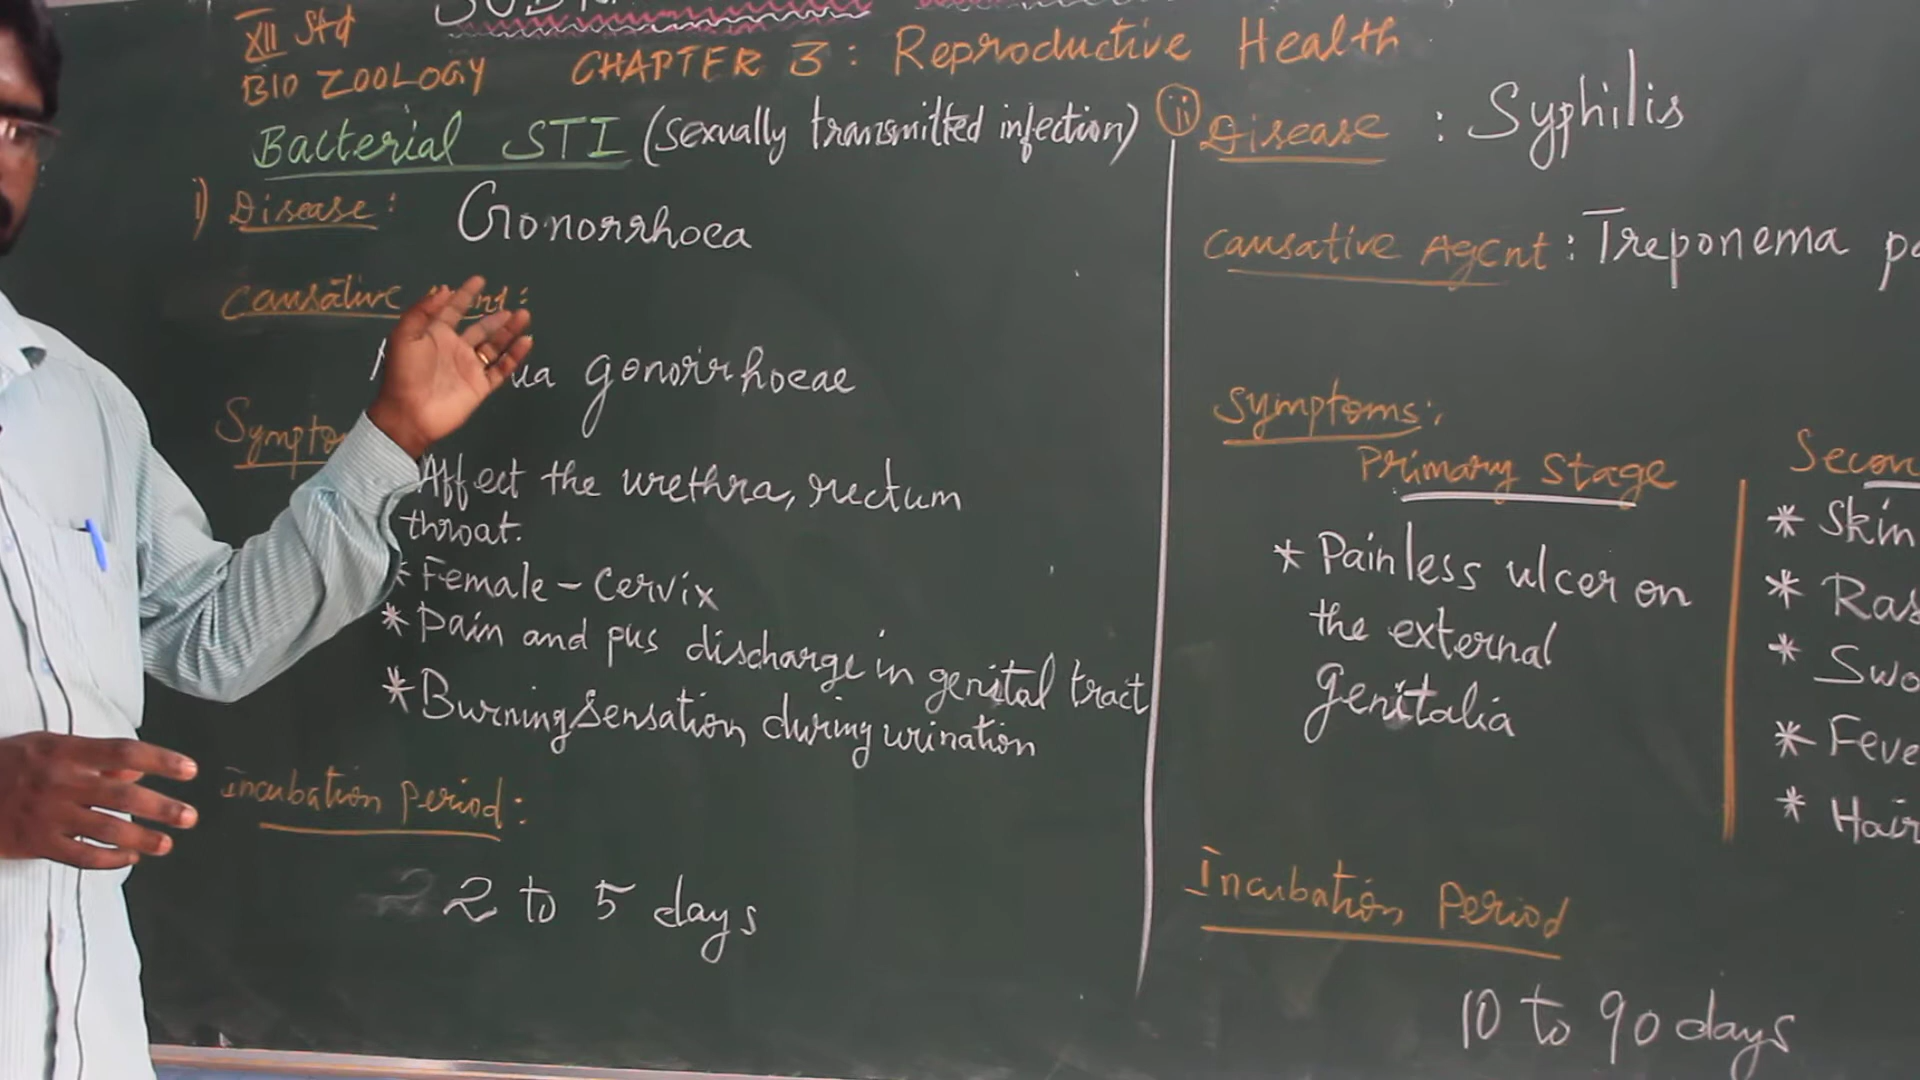 XII Std
BIO ZOOLOGY
CHAPTER 3: Reproductive Health
Bacterial STI (sexually transmitted infection)
i) Disease: Gonorrhoea
Causative
gonorrhoeae
Affect the urethra, rectum
throat.
* Female - Cervix
* Pain and pus discharge in genital tract
* Burning Sensation during urination
Incubation period:
2 to 5 days
ii Disease : Syphilis
Causative Agent : Treponema
Symptoms:
Primary Stage
* Painless ulcer on
the external
genitalia
* Skin
*
*
*
* Hair
Incubation Period
10 to 90 days